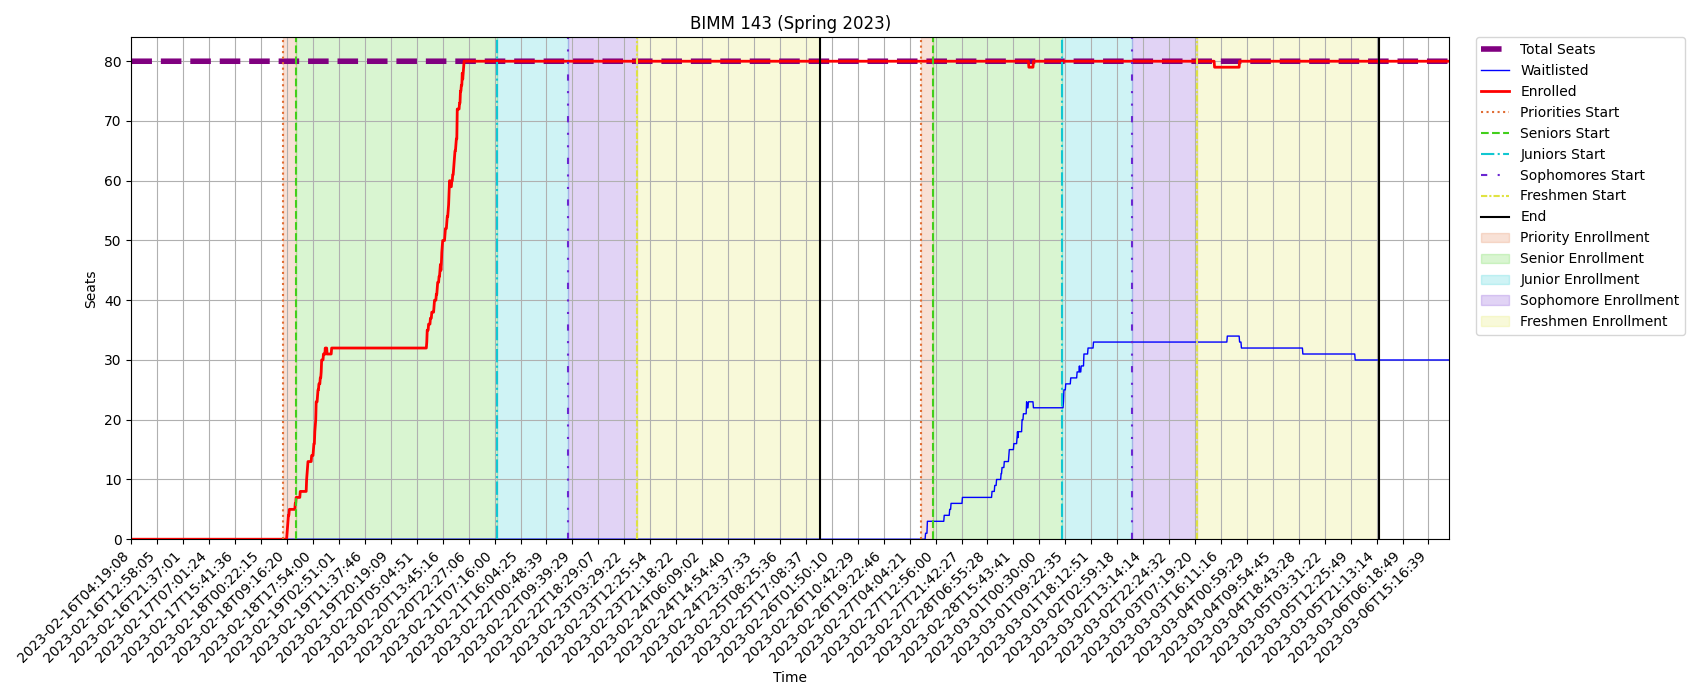 BIMM 143 (Spring 2023)
Seats
80
70
60
50
40
30
20
10
0
2023-02-16T04:19:08
2023-02-16T12:58:05
2023-02-16T21:37:01
2023-02-17T07:01:24
2023-02-17T15:41:36
2023-02-18T00:22:15
2023-02-18T09:16:20
2023-02-18T17:54:00
2023-02-19T02:51:01
2023-02-19T11:37:46
2023-02-19T20:19:09
2023-02-20T05:04:51
2023-02-20T13:45:16
2023-02-20T22:27:06
2023-02-21T07:16:00
2023-02-21T16:04:25
2023-02-22T00:48:39
2023-02-22T09:39:29
2023-02-22T18:29:07
2023-02-23T03:29:22
2023-02-23T12:25:54
2023-02-23T21:18:22
2023-02-24T06:09:02
2023-02-24T14:54:40
2023-02-24T23:37:33
2023-02-25T08:25:36
2023-02-25T17:08:37
2023-02-26T01:50:10
2023-02-26T10:42:29
2023-02-26T19:22:46
2023-02-27T04:04:21
2023-02-27T12:56:00
2023-02-27T21:42:27
2023-02-28T06:55:28
2023-02-28T15:43:41
2023-03-01T00:30:00
2023-03-01T09:22:35
2023-03-01T18:12:51
2023-03-02T02:59:18
2023-03-02T13:14:14
2023-03-02T22:24:32
2023-03-03T07:19:20
2023-03-03T16:11:16
2023-03-04T00:59:29
2023-03-04T09:54:45
2023-03-04T18:43:28
2023-03-05T03:31:22
2023-03-05T12:25:49
2023-03-05T21:13:14
2023-03-06T06:18:49
2023-03-06T15:16:39
Time
Total Seats
Waitlisted
Enrolled
Priorities Start
Seniors Start
Juniors Start
Sophomores Start
Freshmen Start
End
Priority Enrollment
Senior Enrollment
Junior Enrollment
Sophomore Enrollment
Freshmen Enrollment